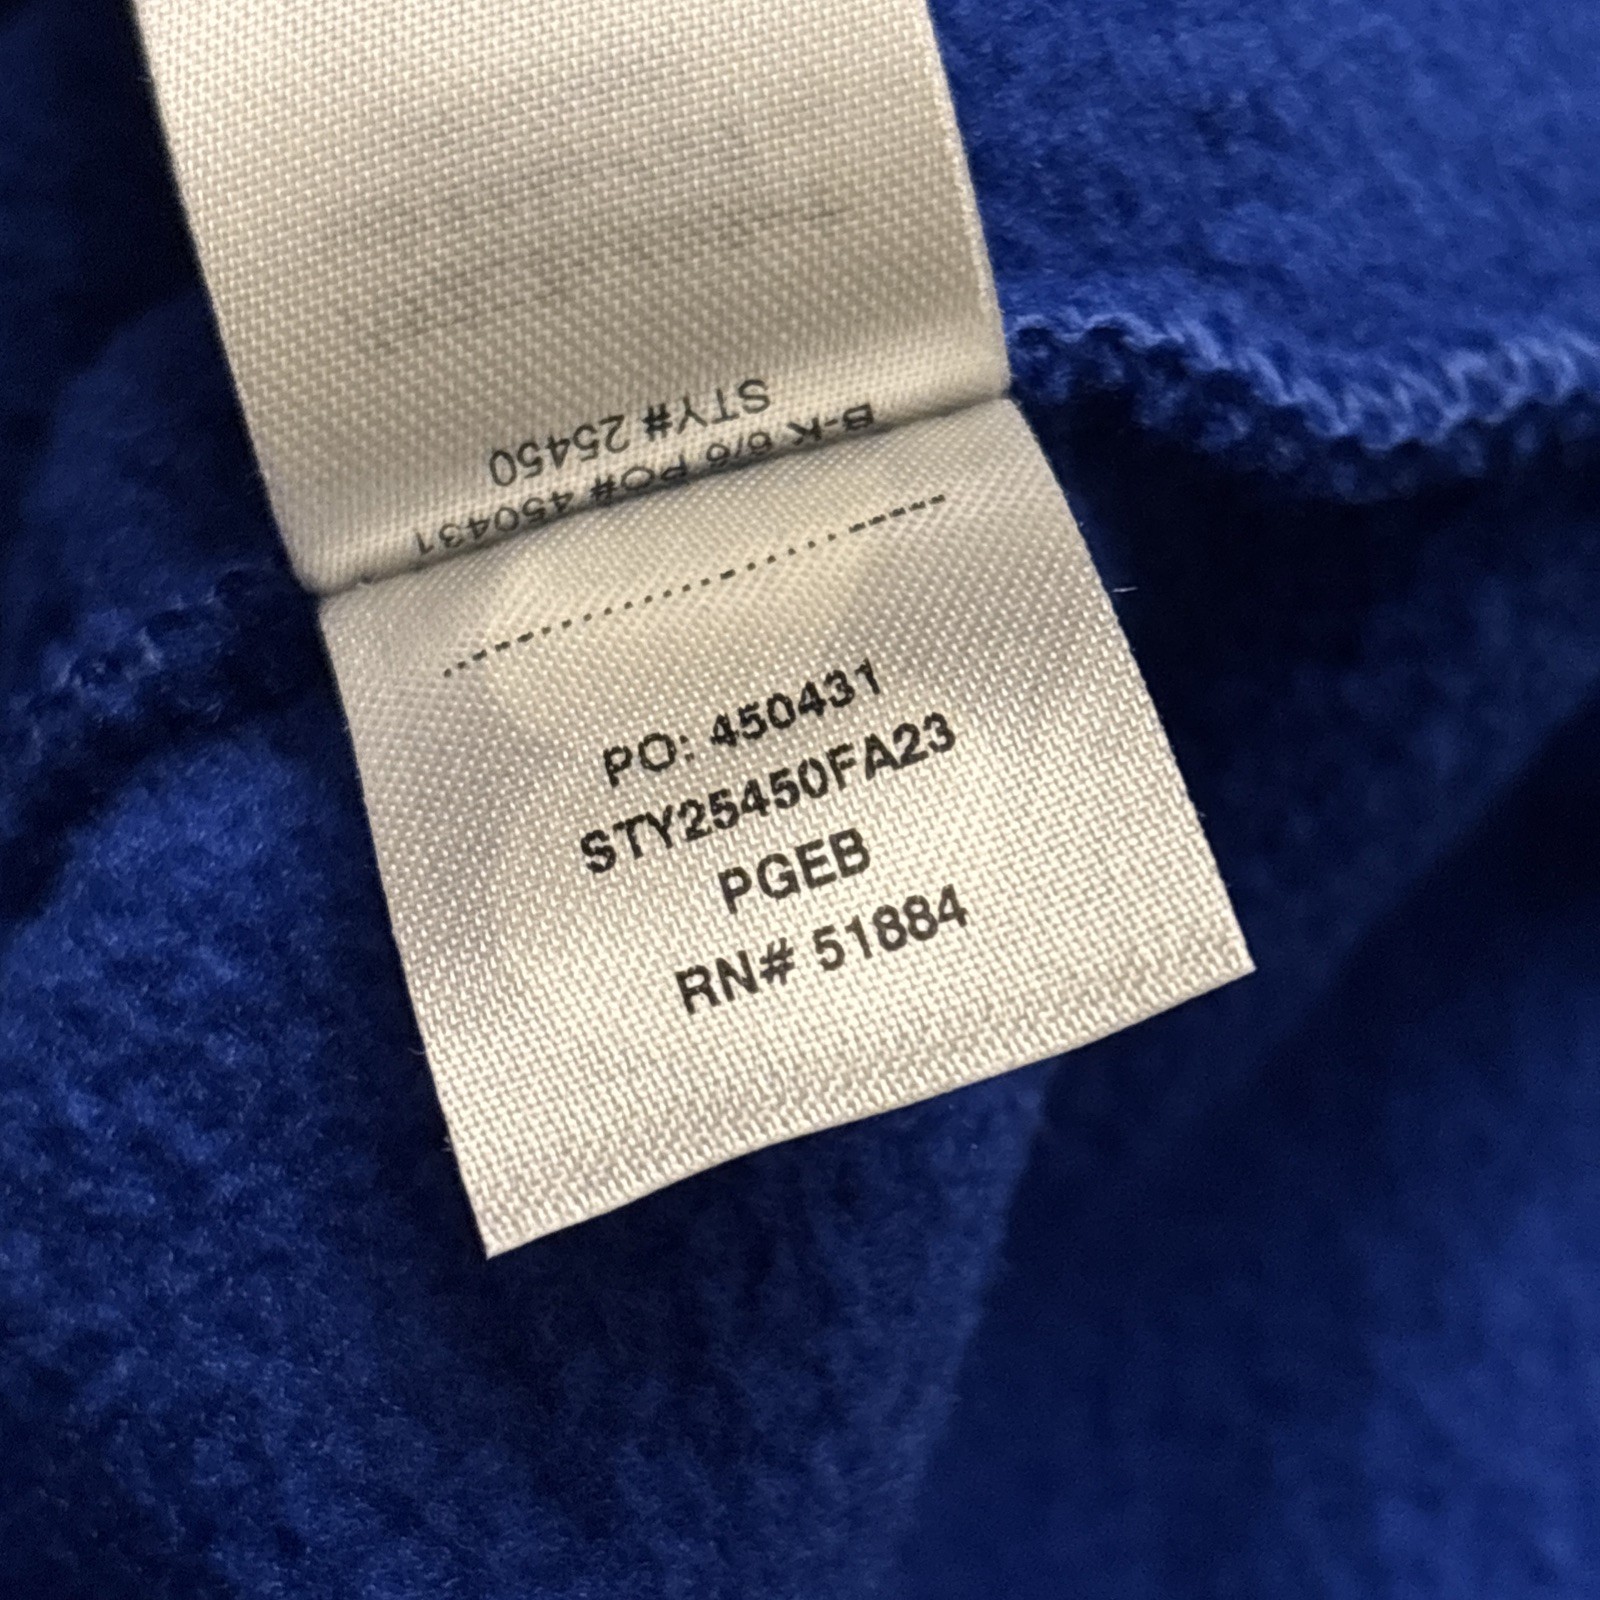 STY# 25450
B-K 6/6 PO# 450431
PO: 450431
STY25450FA23
PGEB
RN# 51884